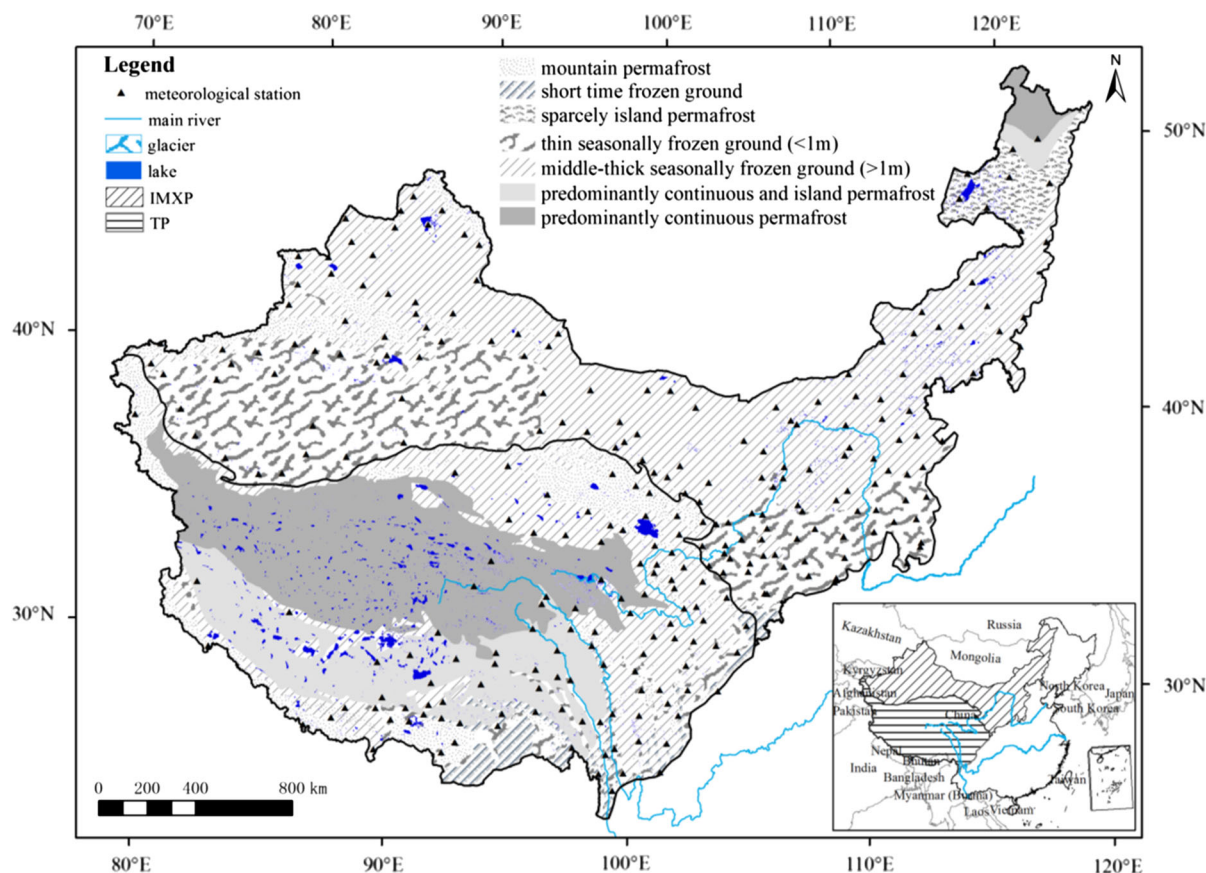 70°E 80°E 90°E 100°E 110°E 120°E
Legend
meteorological station
main river
glacier
lake
IMXP
TP
mountain permafrost
short time frozen ground
sparcely island permafrost
thin seasonally frozen ground (<1m)
middle-thick seasonally frozen ground (>1m)
predominantly continuous and island permafrost
predominantly continuous permafrost
N
50°N
40°N
40°N
30°N
30°N
0 200 400 800 km
Kazakhstan
Russia
Mongolia
Kyrgyzstan
Afghanistan
Pakistan
China
North Korea
Japan
South Korea
Nepal
Bhutan
India
Bangladesh
Taiwan
Myanmar (Burma)
Laos
Vietnam
80°E 90°E 100°E 110°E 120°E